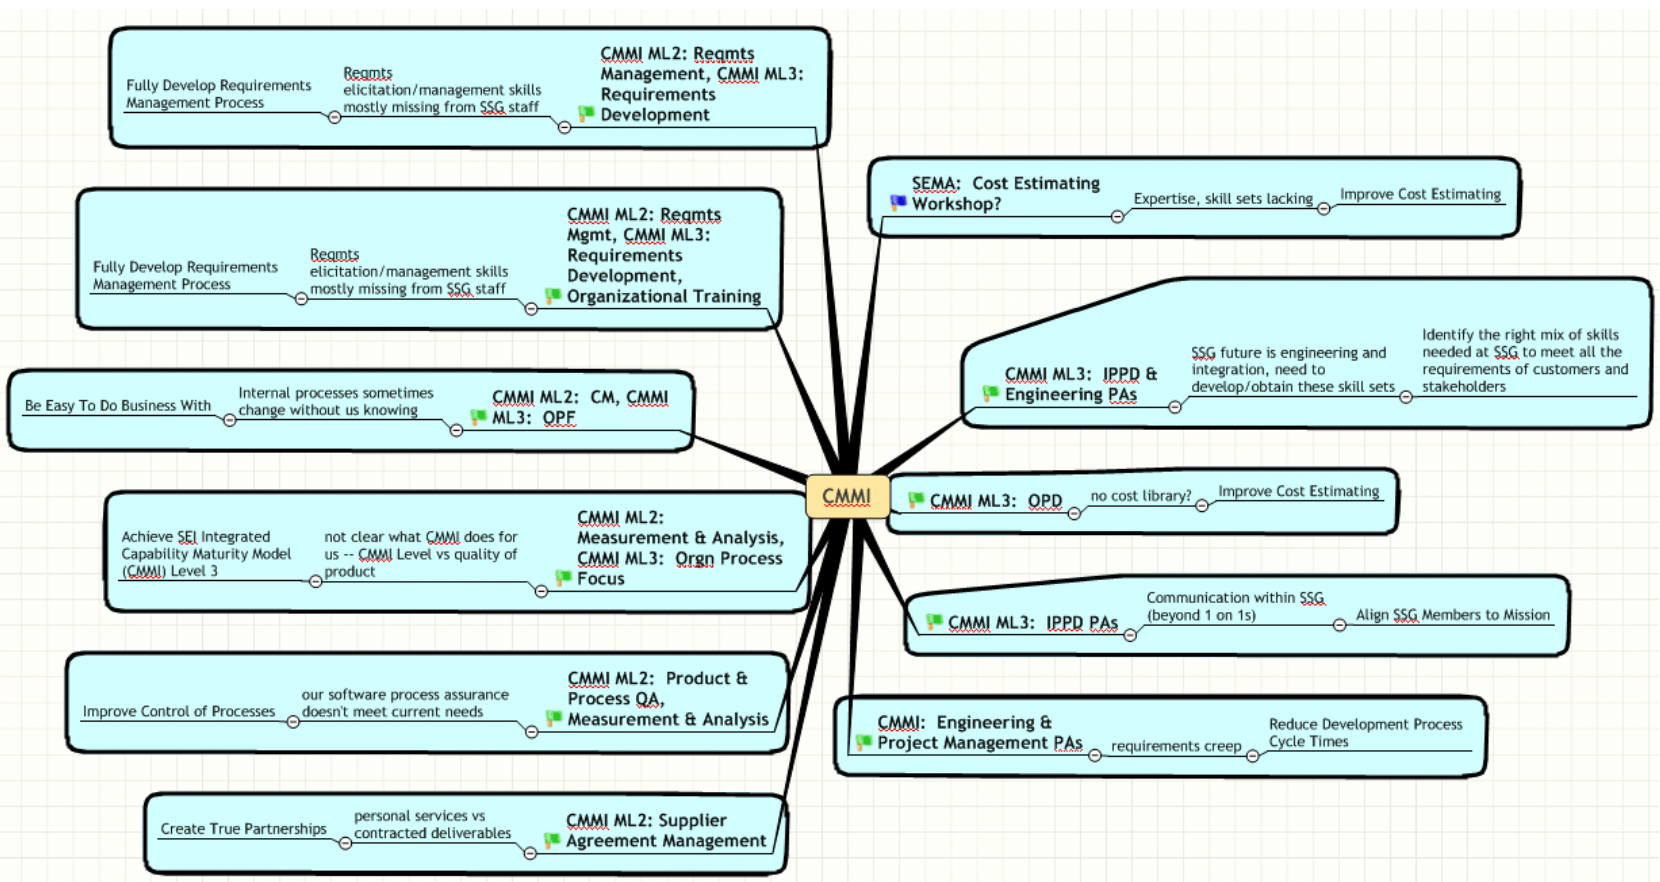 CMMI ML2: Reqmts
Management, CMMI ML3:
Requirements
Development
Reqmts
elicitation/management skills
mostly missing from SSG staff
Fully Develop Requirements
Management Process
CMMI ML2: Reqmts
Mgmt, CMMI ML3:
Requirements
Development,
Organizational Training
Reqmts
elicitation/management skills
mostly missing from SSG staff
Fully Develop Requirements
Management Process
CMMI ML2:  CM, CMMI
ML3:  OPF
Internal processes sometimes
change without us knowing
Be Easy To Do Business With
CMMI ML2:
Measurement & Analysis,
CMMI ML3:  Orgn Process
Focus
not clear what CMMI does for
us -- CMMI Level vs quality of
product
Achieve SEI Integrated
Capability Maturity Model
(CMMI) Level 3
CMMI ML2:  Product &
Process QA,
Measurement & Analysis
our software process assurance
doesn't meet current needs
Improve Control of Processes
CMMI ML2: Supplier
Agreement Management
personal services vs
contracted deliverables
Create True Partnerships
CMMI
SEMA:  Cost Estimating
Workshop?
Expertise, skill sets lacking
Improve Cost Estimating
CMMI ML3:  IPPD &
Engineering PAs
SSG future is engineering and
integration, need to
develop/obtain these skill sets
Identify the right mix of skills
needed at SSG to meet all the
requirements of customers and
stakeholders
CMMI ML3:  OPD
no cost library?
Improve Cost Estimating
CMMI ML3:  IPPD PAs
Communication within SSG
(beyond 1 on 1s)
Align SSG Members to Mission
CMMI:  Engineering &
Project Management PAs
requirements creep
Reduce Development Process
Cycle Times